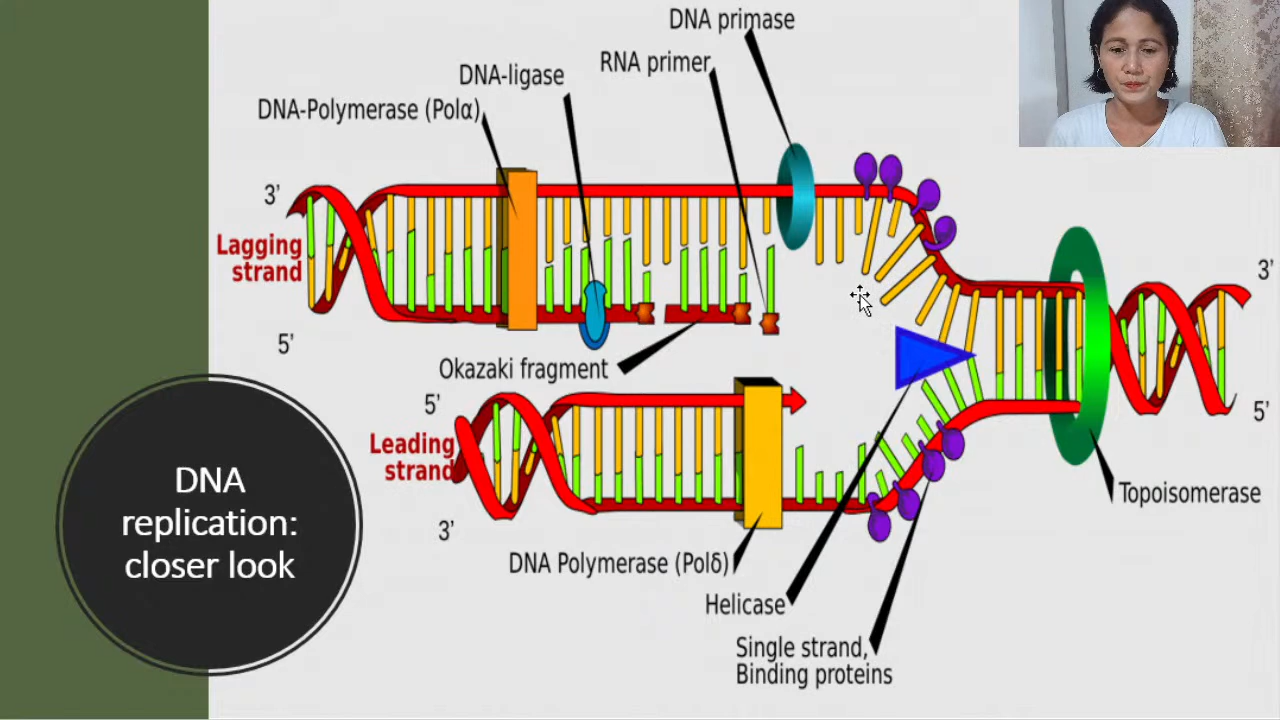 DNA primase
RNA primer
DNA-ligase
DNA-Polymerase (Polα)
3’
Lagging
strand
5’
3’
5’
Okazaki fragment
5’
Leading
strand
3’
Topoisomerase
DNA Polymerase (Polδ)
Helicase
Single strand,
Binding proteins
DNA
replication:
closer look